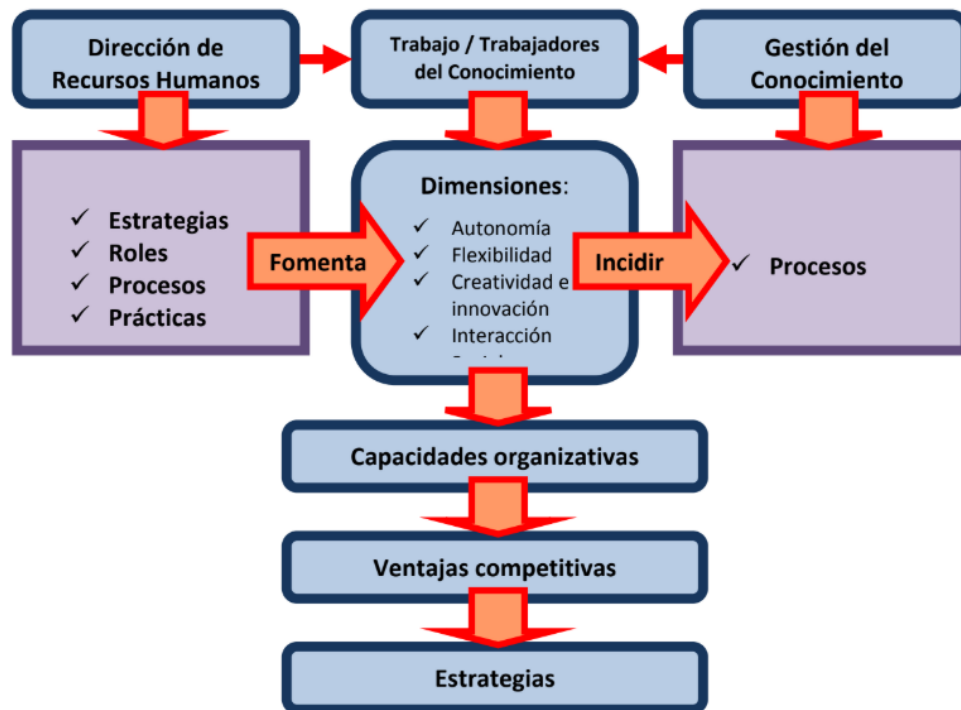 Dirección de
Recursos Humanos
Trabajo / Trabajadores
del Conocimiento
Gestión del
Conocimiento
✓ Estrategias
✓ Roles
✓ Procesos
✓ Prácticas
Fomenta
Dimensiones:
✓ Autonomía
✓ Flexibilidad
✓ Creatividad e
innovación
✓ Interacción
Incidir
✓ Procesos
Capacidades organizativas
Ventajas competitivas
Estrategias